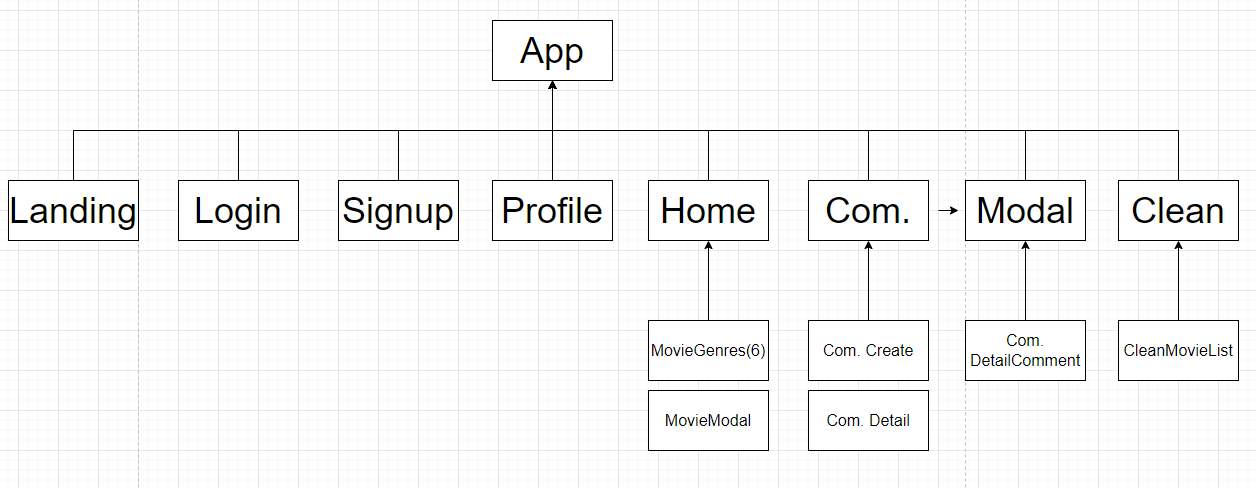 App
Landing
Login
Signup
Profile
Home
Com.
Modal
Clean
MovieGenres(6)
Com. Create
Com.
DetailComment
CleanMovieList
MovieModal
Com. Detail